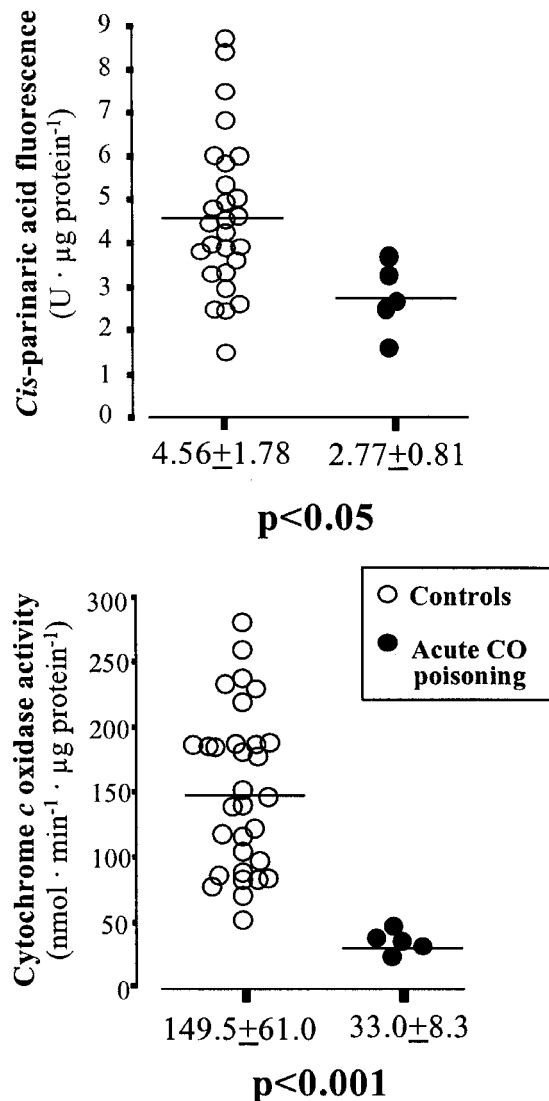 Cis-parinaric acid fluorescence
(U · µg protein⁻¹)
9
8
7
6
5
4
3
2
1
0
4.56±1.78 2.77±0.81
p<0.05
Cytochrome c oxidase activity
(nmol · min⁻¹ · µg protein⁻¹)
300
250
200
150
100
50
0
Controls
Acute CO
poisoning
149.5±61.0 33.0±8.3
p<0.001